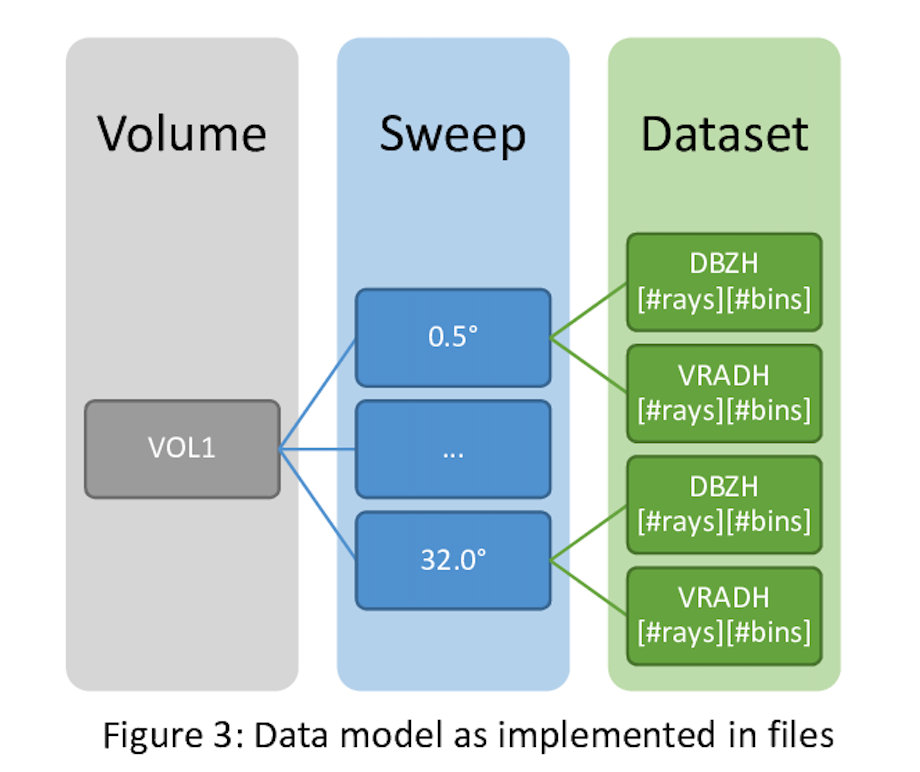 Volume
Sweep
Dataset
VOL1
0.5°
...
32.0°
DBZH
[#rays][#bins]
VRADH
[#rays][#bins]
DBZH
[#rays][#bins]
VRADH
[#rays][#bins]
Figure 3: Data model as implemented in files